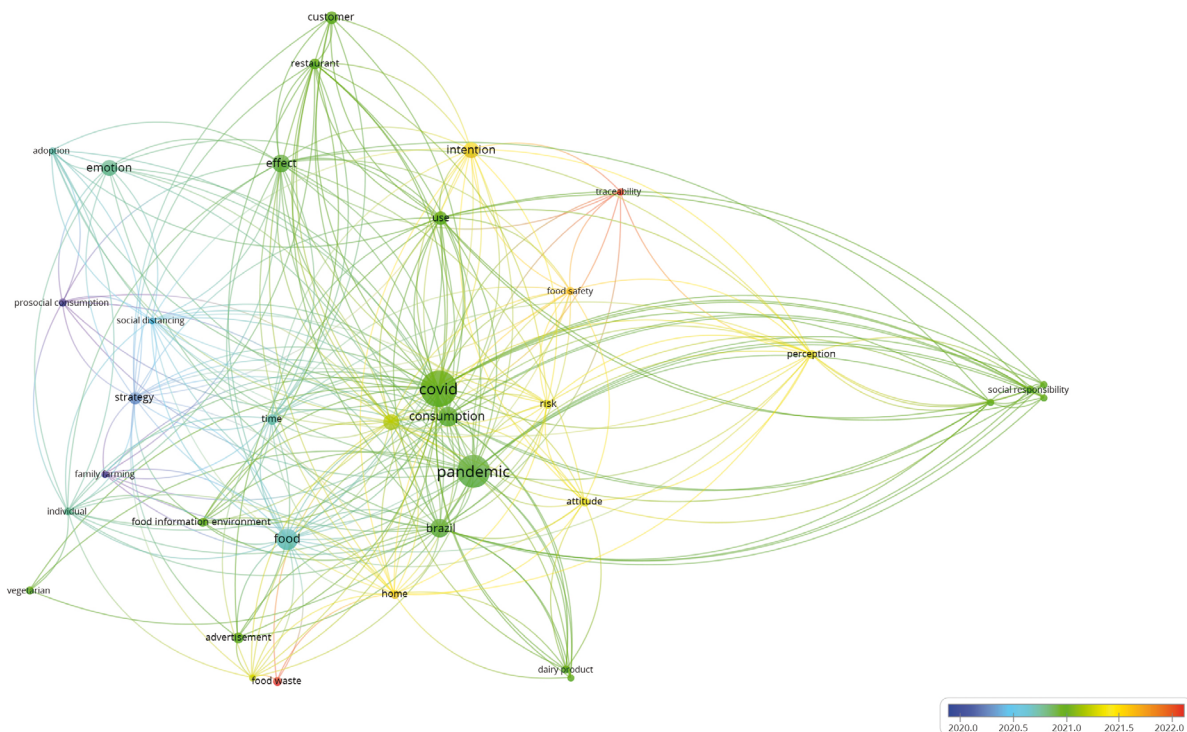 customer
restaurant
adoption
emotion
effect
intention
traceability
use
food safety
prosocial consumption
social distancing
perception
covid
social responsibility
strategy
consumption
risk
time
pandemic
family farming
attitude
individual
food information environment
brazil
food
vegetarian
home
advertisement
dairy product
food waste
2020.0 2020.5 2021.0 2021.5 2022.0